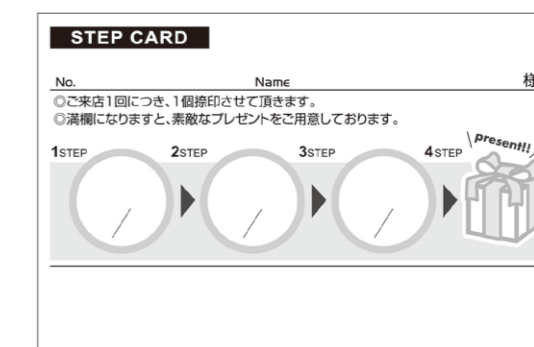 STEP CARD
No. Name 様
◎ご来店1回につき、1個捺印させて頂きます。
◎満欄になりますと、素敵なプレゼントをご用意しております。
1STEP 2STEP 3STEP 4STEP present!!